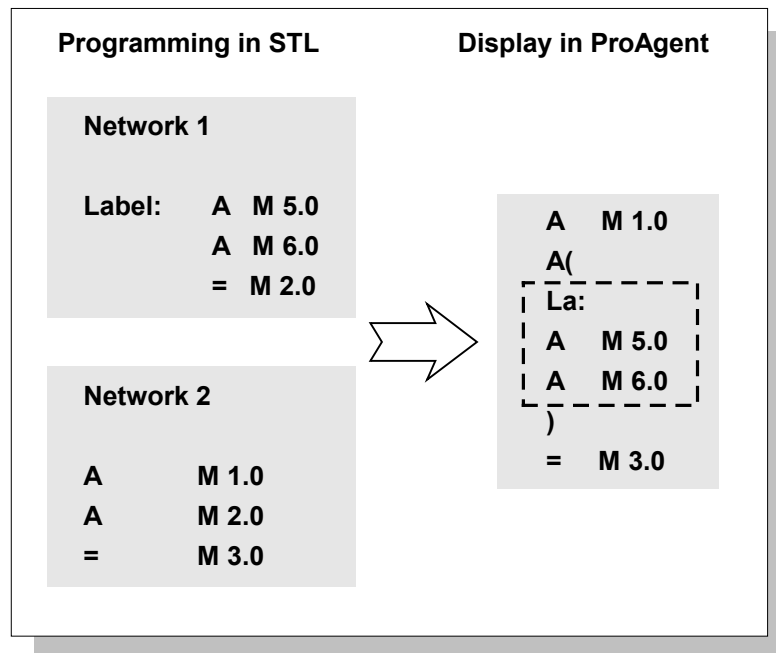 Programming in STL
Display in ProAgent
Network 1
Label: A M 5.0
A M 6.0
= M 2.0
Network 2
A M 1.0
A M 2.0
= M 3.0
A M 1.0
A(
La:
A M 5.0
A M 6.0
)
= M 3.0